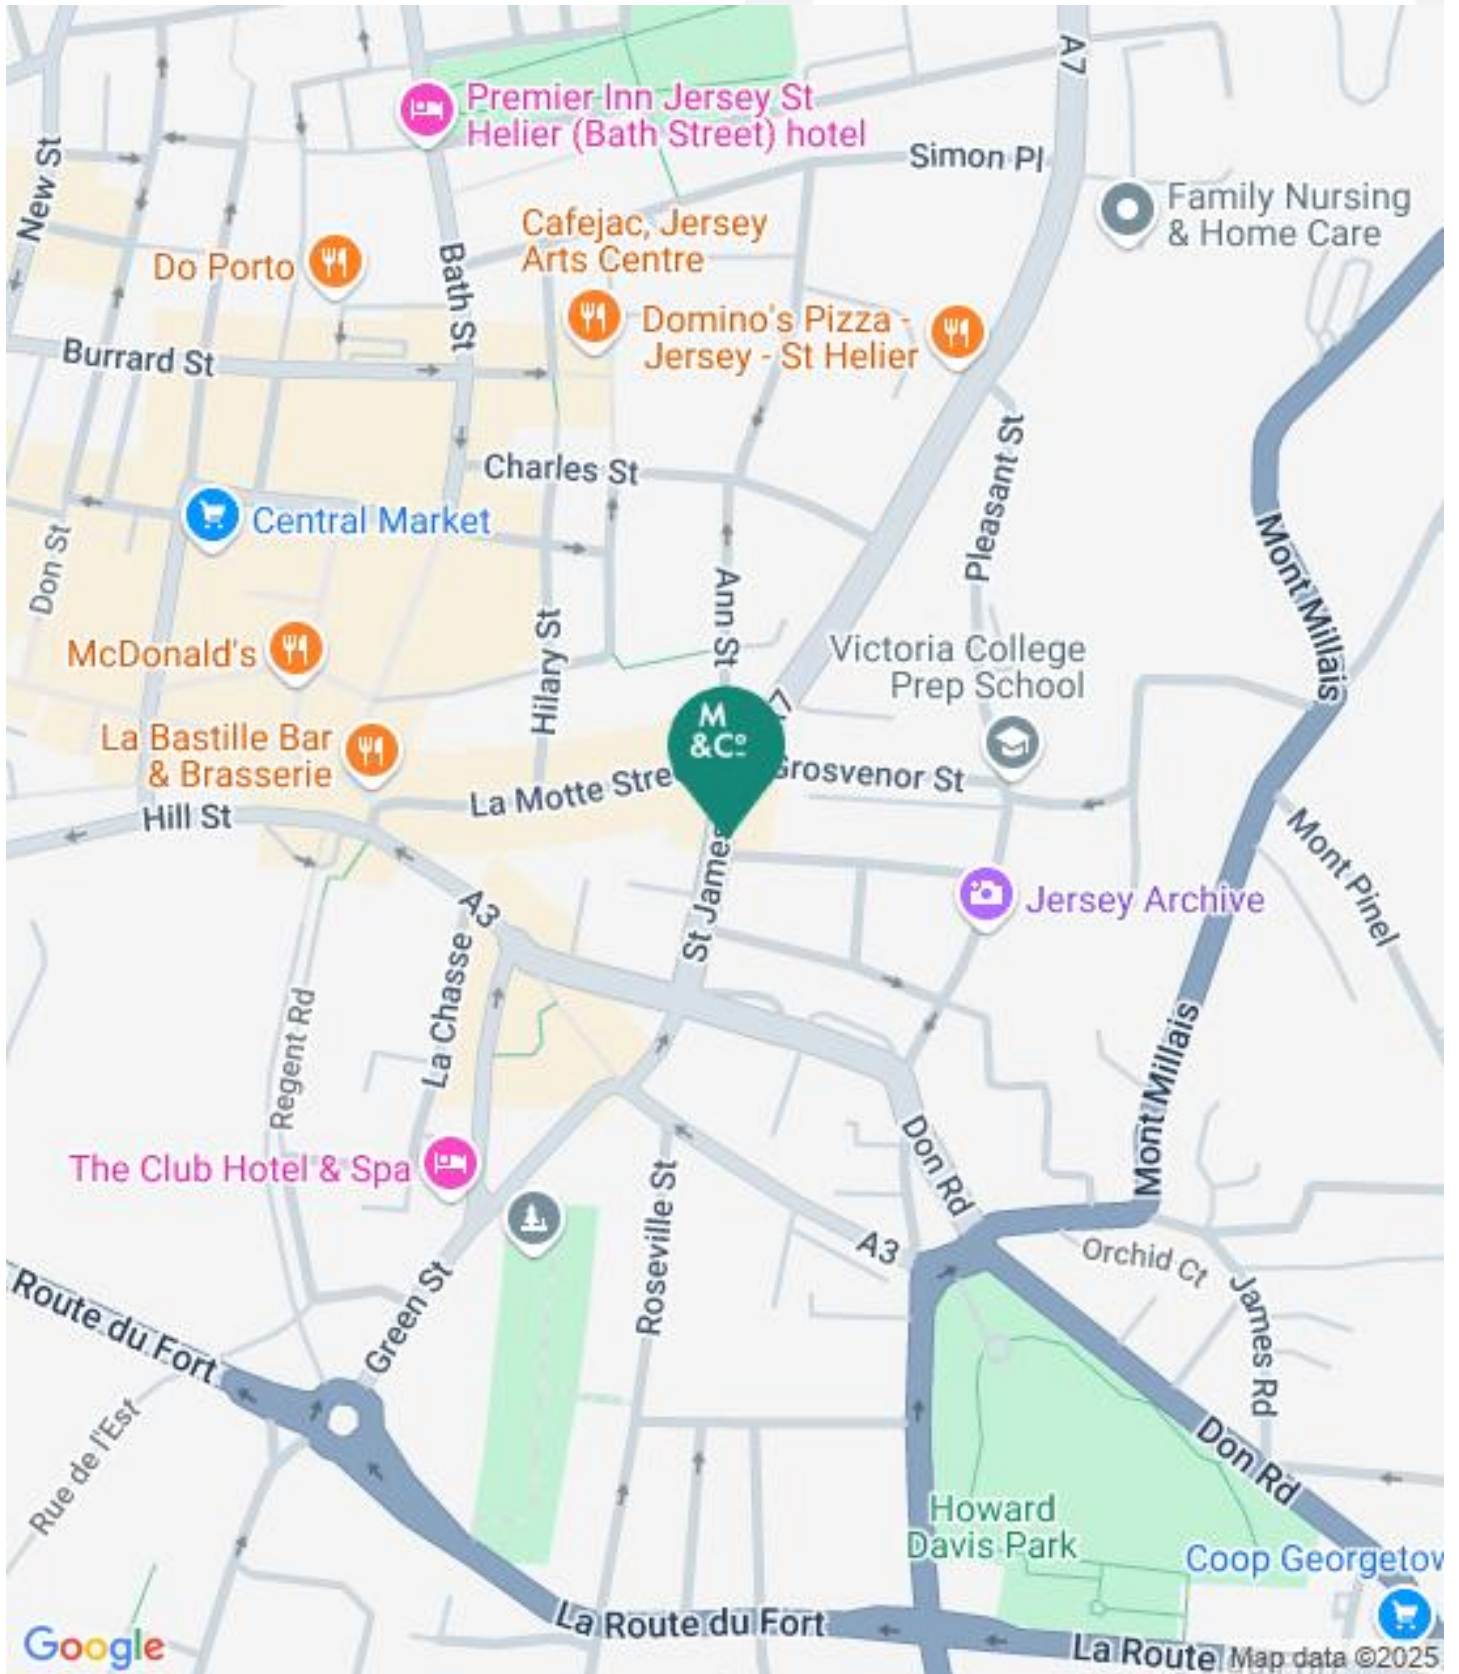 A7
Premier Inn Jersey St
Helier (Bath Street) hotel
Simon Pl
New St
Family Nursing
& Home Care
Cafejac, Jersey
Arts Centre
Do Porto
Bath St
Domino's Pizza -
Jersey - St Helier
Burrard St
Charles St
Pleasant St
Central Market
Don St
Mont Millais
Ann St
Hilary St
McDonald's
Victoria College
Prep School
M
&Cº
La Bastille Bar
& Brasserie
La Motte Stre
Grosvenor St
Hill St
Mont Pinel
St James
Jersey Archive
A3
La Chasse
Regent Rd
Mont Millais
Don Rd
The Club Hotel & Spa
Roseville St
A3
Orchid Ct
Green St
James Rd
Route du Fort
Rue de l'Est
Don Rd
Howard
Davis Park
Coop Georgetow
La Route du Fort
La Route
Google
Map data ©2025